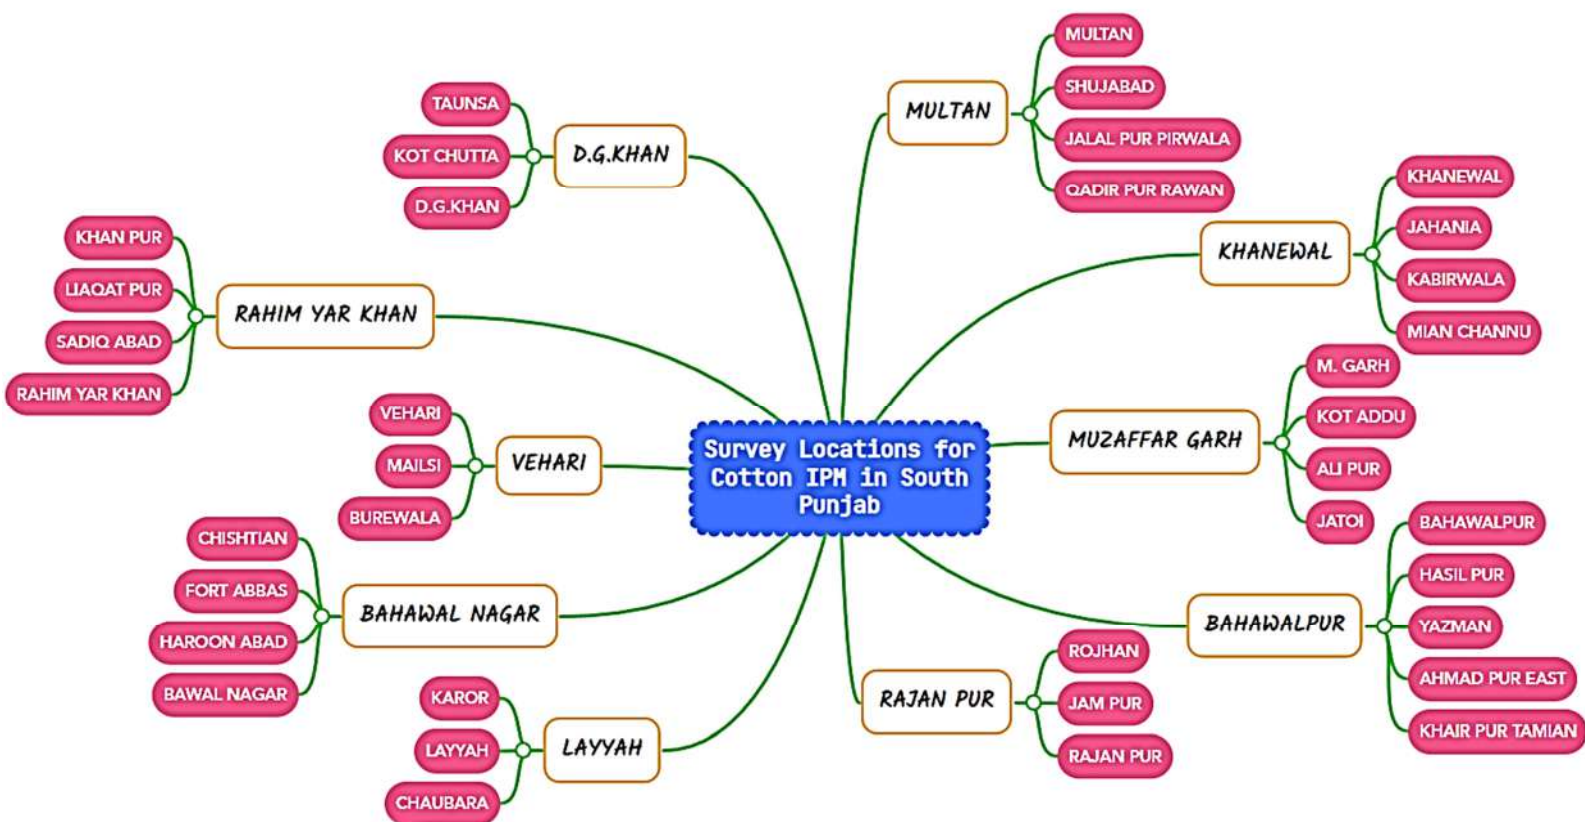 Survey Locations for
Cotton IPM in South
Punjab
MULTAN
MULTAN
SHUJABAD
JALAL PUR PIRWALA
QADIR PUR RAWAN
KHANEWAL
KHANEWAL
JAHANIA
KABIRWALA
MIAN CHANNU
MUZAFFAR GARH
M. GARH
KOT ADDU
ALI PUR
JATOI
BAHAWALPUR
BAHAWALPUR
HASIL PUR
YAZMAN
AHMAD PUR EAST
KHAIR PUR TAMIAN
RAJAN PUR
ROJHAN
JAM PUR
RAJAN PUR
D.G.KHAN
TAUNSA
KOT CHUTTA
D.G.KHAN
RAHIM YAR KHAN
KHAN PUR
LIAQAT PUR
SADIQ ABAD
RAHIM YAR KHAN
VEHARI
VEHARI
MAILSI
BUREWALA
BAHAWAL NAGAR
CHISHTIAN
FORT ABBAS
HAROON ABAD
BAWAL NAGAR
LAYYAH
KAROR
LAYYAH
CHAUBARA